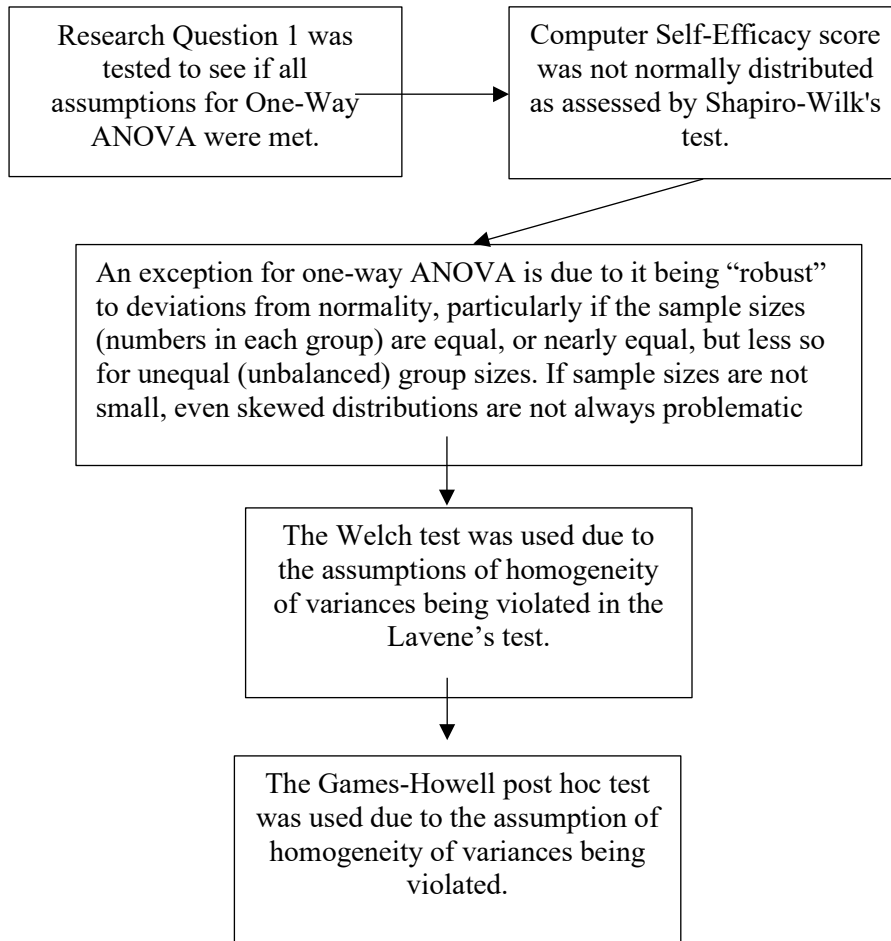 Research Question 1 was
tested to see if all
assumptions for One-Way
ANOVA were met.
Computer Self-Efficacy score
was not normally distributed
as assessed by Shapiro-Wilk's
test.
An exception for one-way ANOVA is due to it being “robust”
to deviations from normality, particularly if the sample sizes
(numbers in each group) are equal, or nearly equal, but less so
for unequal (unbalanced) group sizes. If sample sizes are not
small, even skewed distributions are not always problematic
The Welch test was used due to
the assumptions of homogeneity
of variances being violated in the
Lavene’s test.
The Games-Howell post hoc test
was used due to the assumption of
homogeneity of variances being
violated.